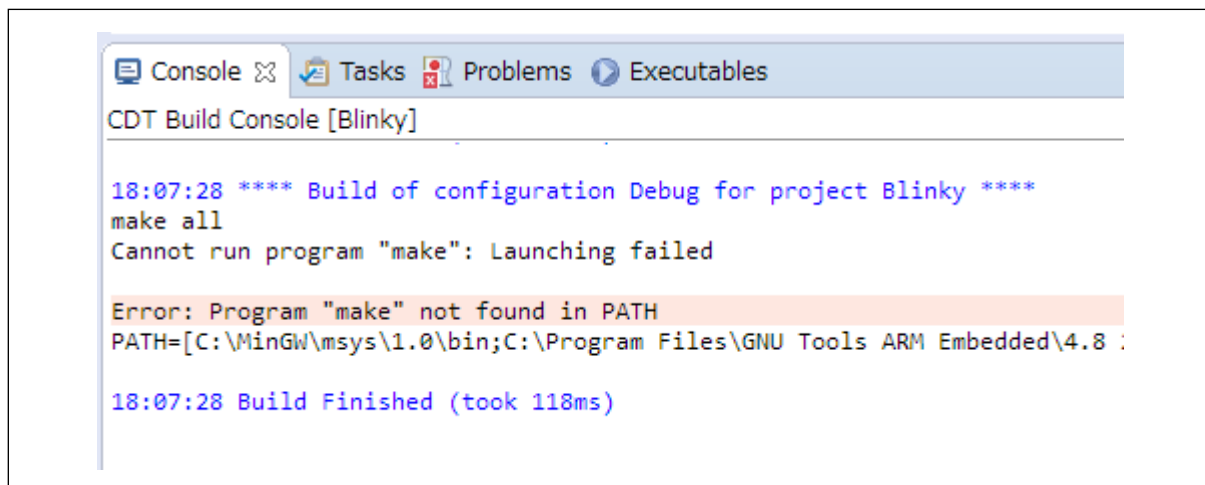 Console Tasks Problems Executables
CDT Build Console [Blinky]
18:07:28 **** Build of configuration Debug for project Blinky ****
make all
Cannot run program "make": Launching failed
Error: Program "make" not found in PATH
PATH=[C:\MinGW\msys\1.0\bin;C:\Program Files\GNU Tools ARM Embedded\4.8
18:07:28 Build Finished (took 118ms)